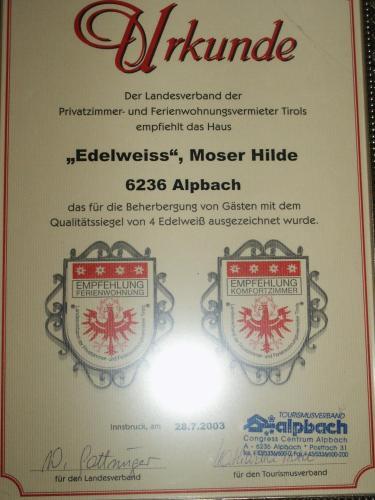 Urkunde
Der Landesverband der
Privatzimmer- und Ferienwohnungsvermieter Tirols
empfiehlt das Haus
„Edelweiss“, Moser Hilde
6236 Alpbach
das für die Beherbergung von Gästen mit dem
Qualitätssiegel von 4 Edelweiß ausgezeichnet wurde.
EMPFEHLUNG
FERIENWOHNUNG
EMPFEHLUNG
KOMFORTZIMMER
Innsbruck, am 28.7.2003
TOURISMUSVERBAND
alpbach
Congress Centrum Alpbach
A - 6236 Alpbach * Postfach 31
für den Landesverband
für den Tourismusverband